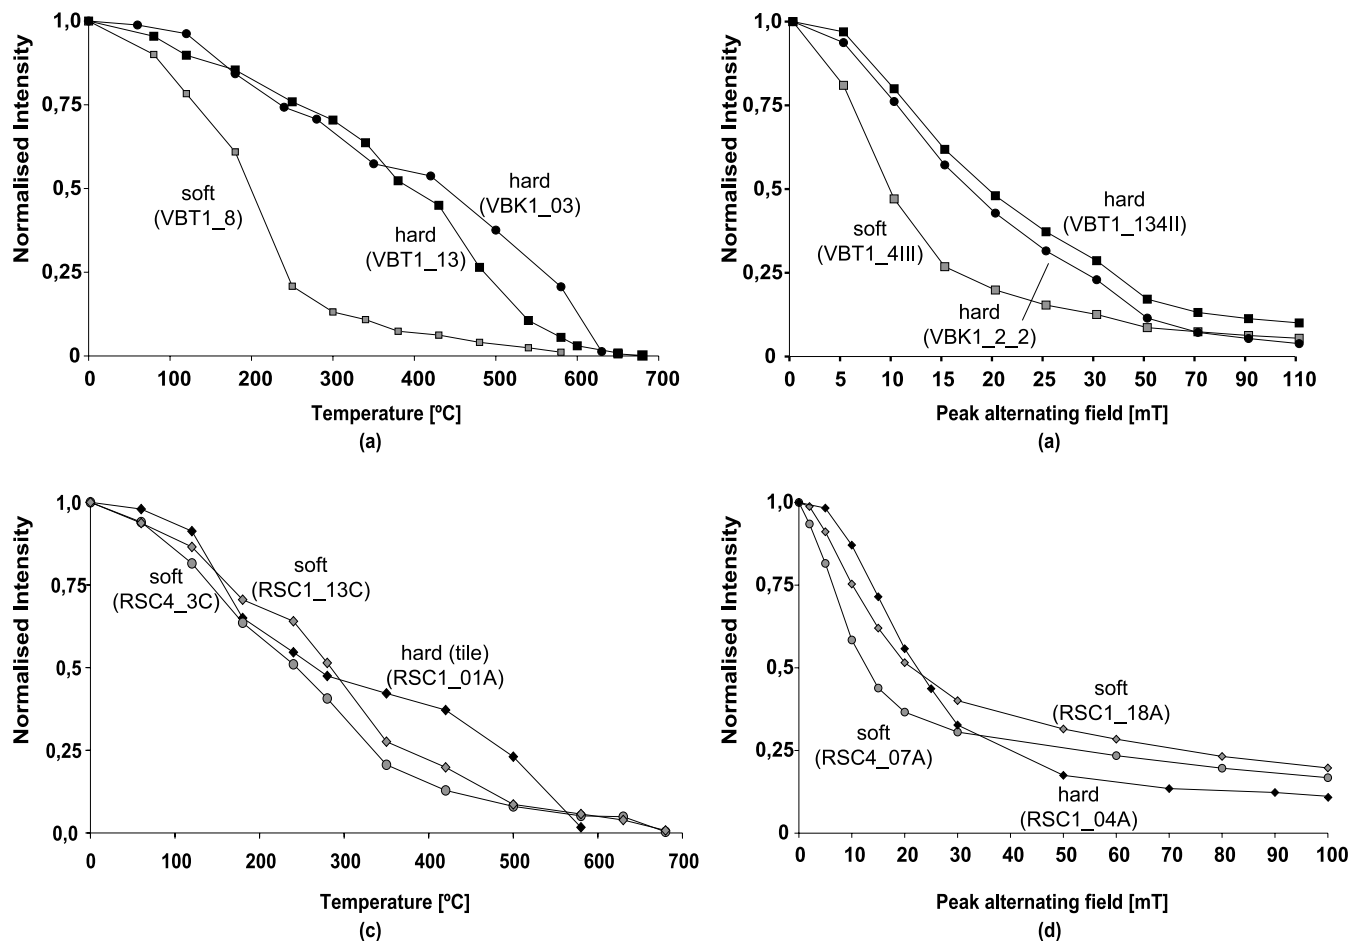 Normalised Intensity
1,0
0,75
0,5
0,25
0
soft
(VBT1_8)
hard
(VBK1_03)
hard
(VBT1_13)
0 100 200 300 400 500 600 700
Temperature [ºC]
(a)
Normalised Intensity
1,0
0,75
0,5
0,25
0
hard
(VBT1_134II)
soft
(VBT1_4III)
hard
(VBK1_2_2)
0 5 10 15 20 25 30 51 71 91 110
Peak alternating field [mT]
(a)
Normalised Intensity
1,0
0,75
0,5
0,25
0,0
soft
(RSC4_3C)
soft
(RSC1_13C)
hard (tile)
(RSC1_01A)
0 100 200 300 400 500 600 700
Temperature [ºC]
(c)
Normalised Intensity
1,0
0,75
0,5
0,25
0
soft
(RSC1_18A)
soft
(RSC4_07A)
hard
(RSC1_04A)
0 10 20 30 40 50 60 70 80 90 100
Peak alternating field [mT]
(d)